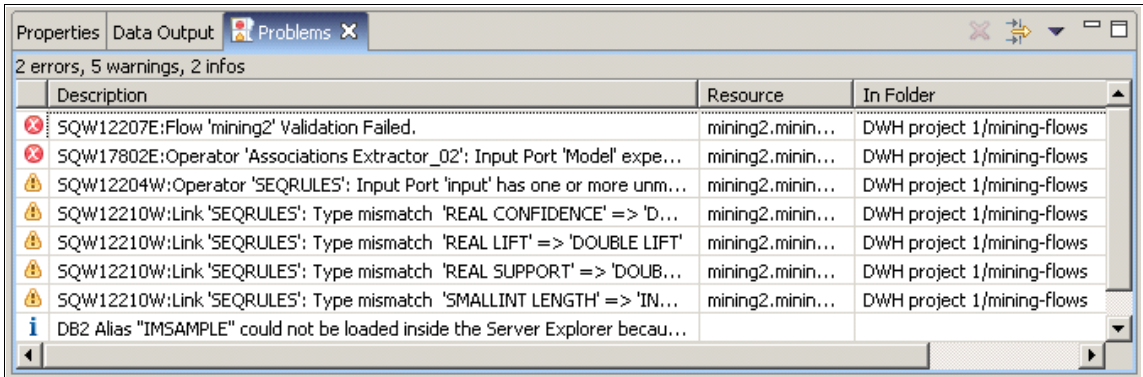 Properties Data Output Problems
2 errors, 5 warnings, 2 infos
Description Resource In Folder
SQW12207E:Flow 'mining2' Validation Failed. mining2.minin... DWH project 1/mining-flows
SQW17802E:Operator 'Associations Extractor_02': Input Port 'Model' expe... mining2.minin... DWH project 1/mining-flows
SQW12204W:Operator 'SEQRULES': Input Port 'input' has one or more unm... mining2.minin... DWH project 1/mining-flows
SQW12210W:Link 'SEQRULES': Type mismatch 'REAL CONFIDENCE' => 'D... mining2.minin... DWH project 1/mining-flows
SQW12210W:Link 'SEQRULES': Type mismatch 'REAL LIFT' => 'DOUBLE LIFT' mining2.minin... DWH project 1/mining-flows
SQW12210W:Link 'SEQRULES': Type mismatch 'REAL SUPPORT' => 'DOUB... mining2.minin... DWH project 1/mining-flows
SQW12210W:Link 'SEQRULES': Type mismatch 'SMALLINT LENGTH' => 'IN... mining2.minin... DWH project 1/mining-flows
DB2 Alias "IMSAMPLE" could not be loaded inside the Server Explorer becau...